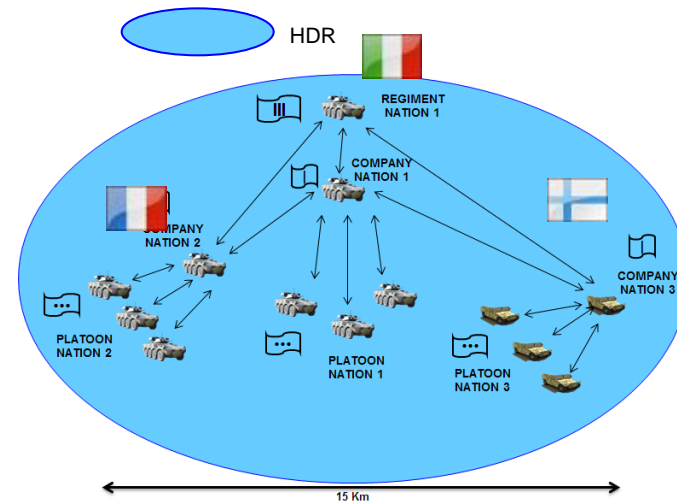 HDR
REGIMENT
NATION 1
COMPANY
NATION 1
COMPANY
NATION 2
COMPANY
NATION 3
PLATOON
NATION 2
PLATOON
NATION 1
PLATOON
NATION 3
15 Km